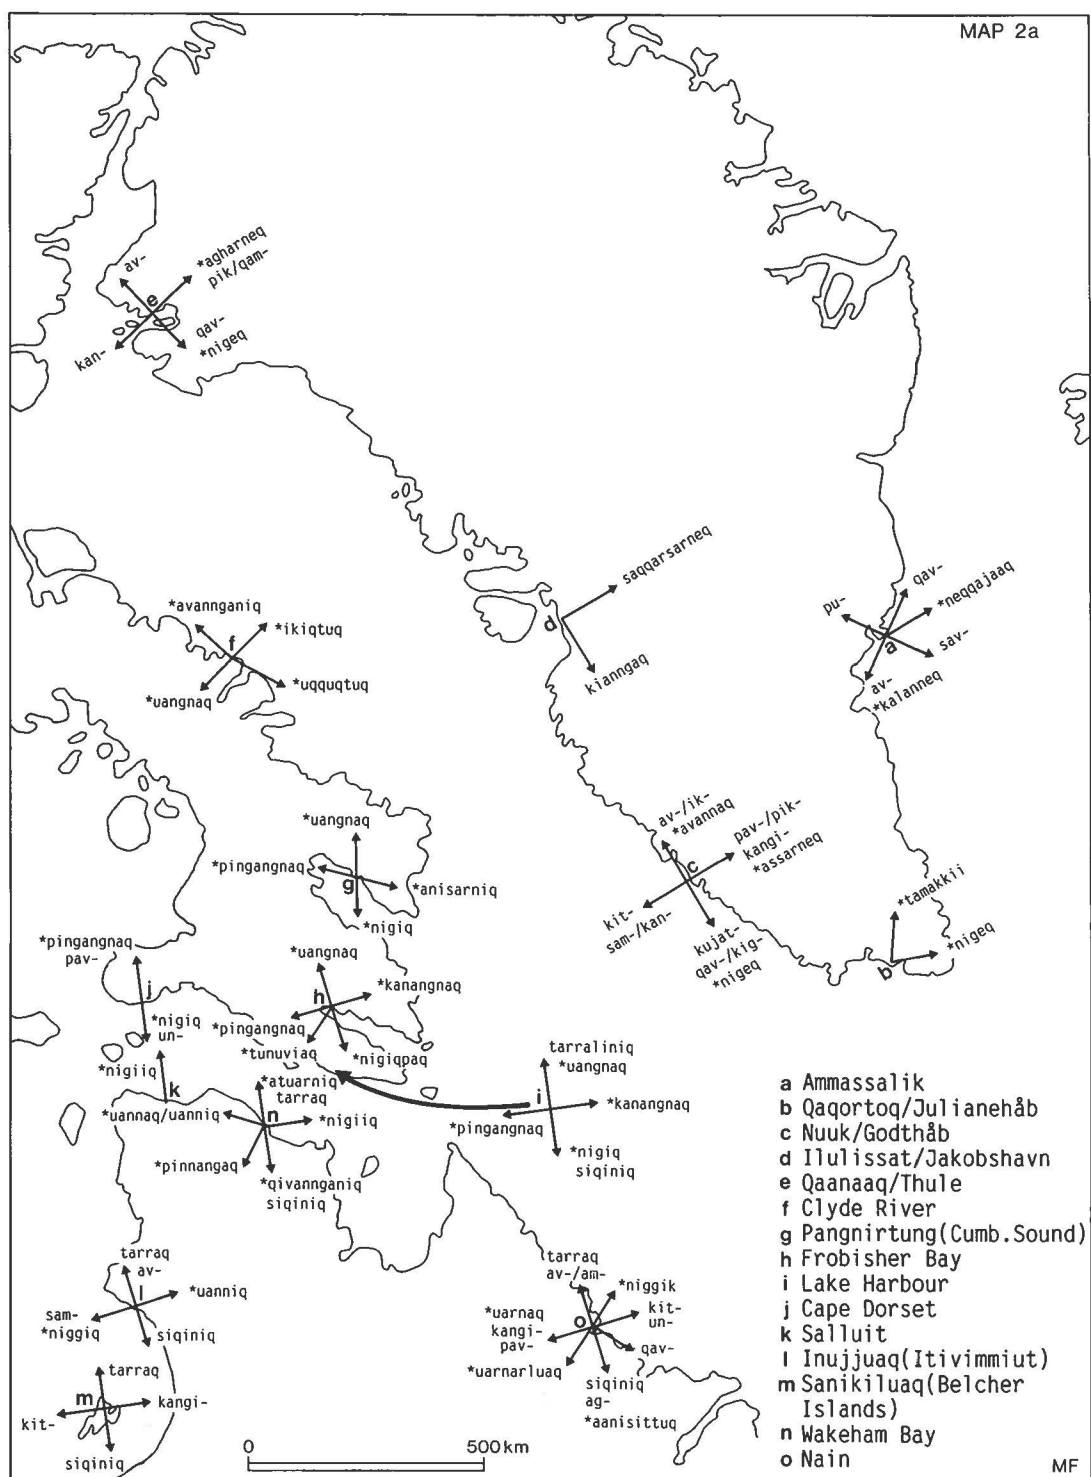 MAP 2a
av-
*agharneq
pik/qam-
e
kan-
qav-
*nigeq
saqqarsarneq
d
kianngaq
qav-
pu-
*neqqajaaq
a
sav-
av-
*kalanneq
*avannganiq
f
*ikiqtuq
*uangnaq
*uqquqtuq
av-/ik-
*avannaq
pav-/pik-
kangi-
*assarneq
c
kit-
sam-/kan-
kujat-
qav-/kig-
*nigeq
*tamakkii
*nigeq
b
*uangnaq
*pingangnaq
g
*anisarniq
*nigiq
*pingangnaq
pav-
j
*nigiq
un-
*uangnaq
h
*kanangnaq
*pingangnaq
*tunuviaq
*nigiqpaq
*nigiiq
k
*uannaq/uanniq
*atuarniq
tarraq
n
*nigiiq
*pinnangaq
*qivannganiq
siqiniq
tarraliniq
*uangnaq
i
*kanangnaq
*pingangnaq
*nigiq
siqiniq
tarraq
av-
l
*uanniq
sam-
*niggiq
siqiniq
tarraq
m
kangi-
kit-
siqiniq
tarraq
av-/am-
*niggik
*uarnaq
kangi-
pav-
o
kit-
un-
qav-
*uarnarluaq
siqiniq
ag-
*aanisittuq
a Ammassalik
b Qaqortoq/Julianehåb
c Nuuk/Godthåb
d Ilulissat/Jakobshavn
e Qaanaaq/Thule
f Clyde River
g Pangnirtung(Cumb.Sound)
h Frobisher Bay
i Lake Harbour
j Cape Dorset
k Salluit
l Inujjuaq(Itivimmiut)
m Sanikiluaq(Belcher
Islands)
n Wakeham Bay
o Nain
0 500km
MF